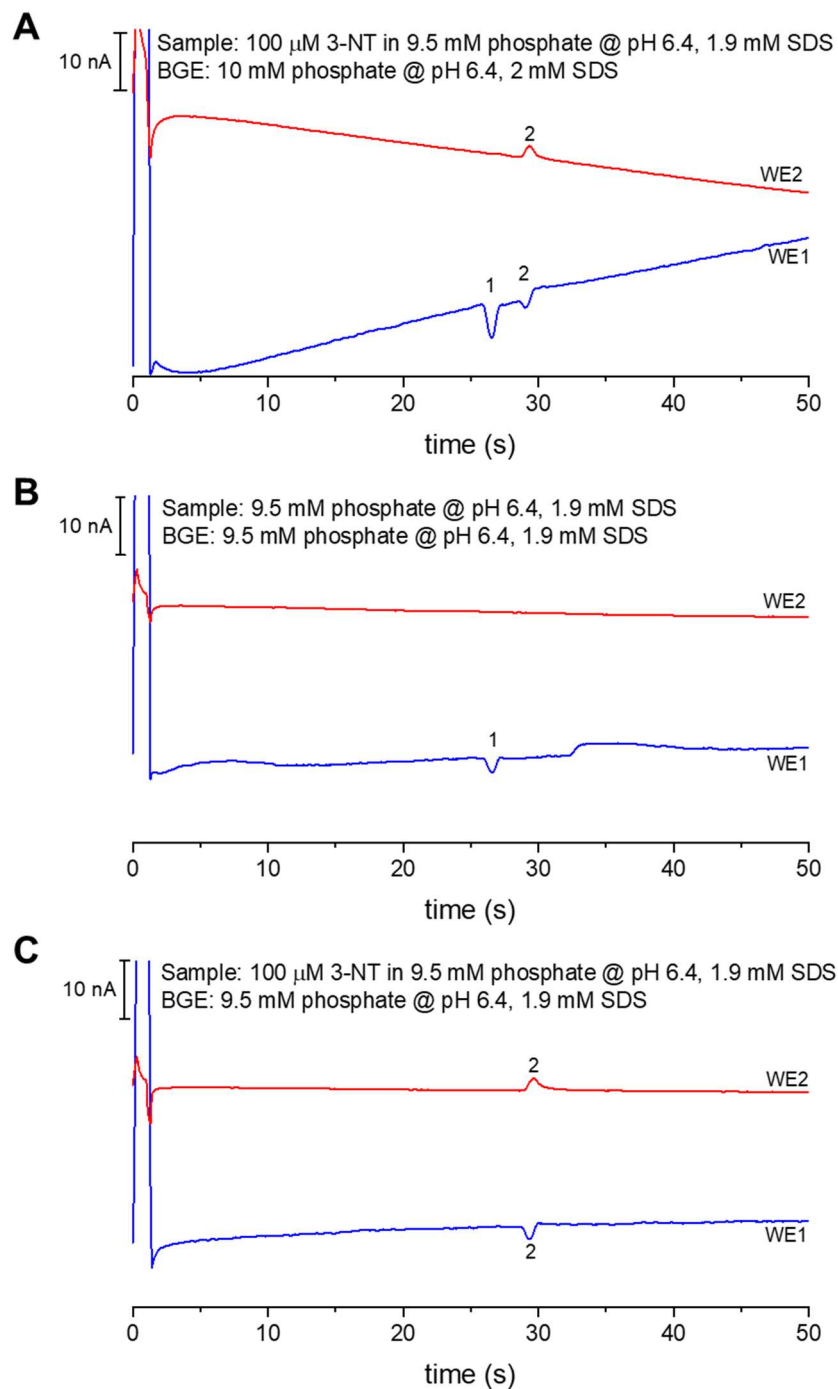 A
10 nA
Sample: 100 μM 3-NT in 9.5 mM phosphate @ pH 6.4, 1.9 mM SDS
BGE: 10 mM phosphate @ pH 6.4, 2 mM SDS
2
WE2
1
2
WE1
0 10 20 30 40 50
time (s)
B
10 nA
Sample: 9.5 mM phosphate @ pH 6.4, 1.9 mM SDS
BGE: 9.5 mM phosphate @ pH 6.4, 1.9 mM SDS
WE2
1
WE1
0 10 20 30 40 50
time (s)
C
10 nA
Sample: 100 μM 3-NT in 9.5 mM phosphate @ pH 6.4, 1.9 mM SDS
BGE: 9.5 mM phosphate @ pH 6.4, 1.9 mM SDS
2
WE2
WE1
2
0 10 20 30 40 50
time (s)